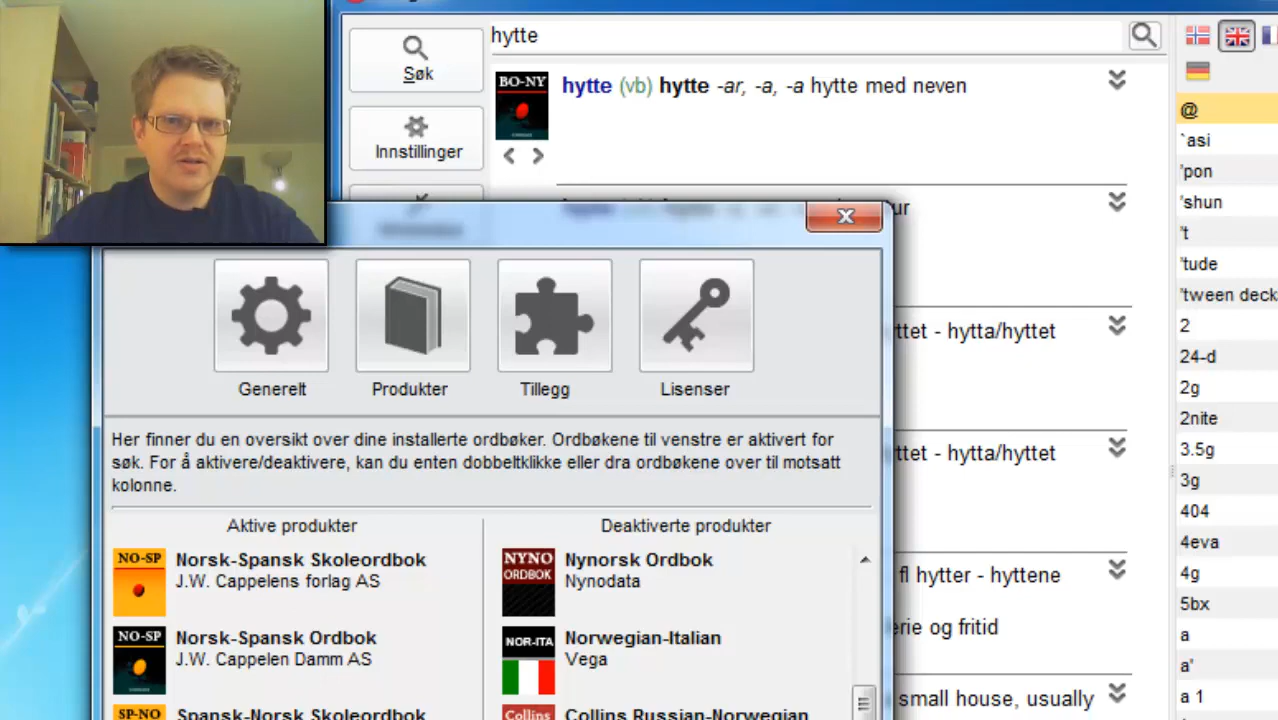 hytte
Søk
Innstillinger
BO-NY
hytte (vb) hytte -ar, -a, -a hytte med neven
ur
ttet - hytta/hyttet
ttet - hytta/hyttet
fl hytter - hyttene
rie og fritid
small house, usually
@
`asi
'pon
'shun
't
'tude
'tween deck
2
24-d
2g
2nite
3.5g
3g
404
4eva
4g
5bx
a
a'
a 1
Generelt
Produkter
Tillegg
Lisenser
Her finner du en oversikt over dine installerte ordbøker. Ordbøkene til venstre er aktivert for
søk. For å aktivere/deaktivere, kan du enten dobbeltklikke eller dra ordbøkene over til motsatt
kolonne.
Aktive produkter
NO-SP
Norsk-Spansk Skoleordbok
J.W. Cappelens forlag AS
NO-SP
Norsk-Spansk Ordbok
J.W. Cappelen Damm AS
SP-NO
Spansk-Norsk Skoleordbok
Deaktiverte produkter
NYNO
ORDBOK
Nynorsk Ordbok
Nynodata
NOR-ITA
Norwegian-Italian
Vega
Collins
Collins Russian-Norwegian